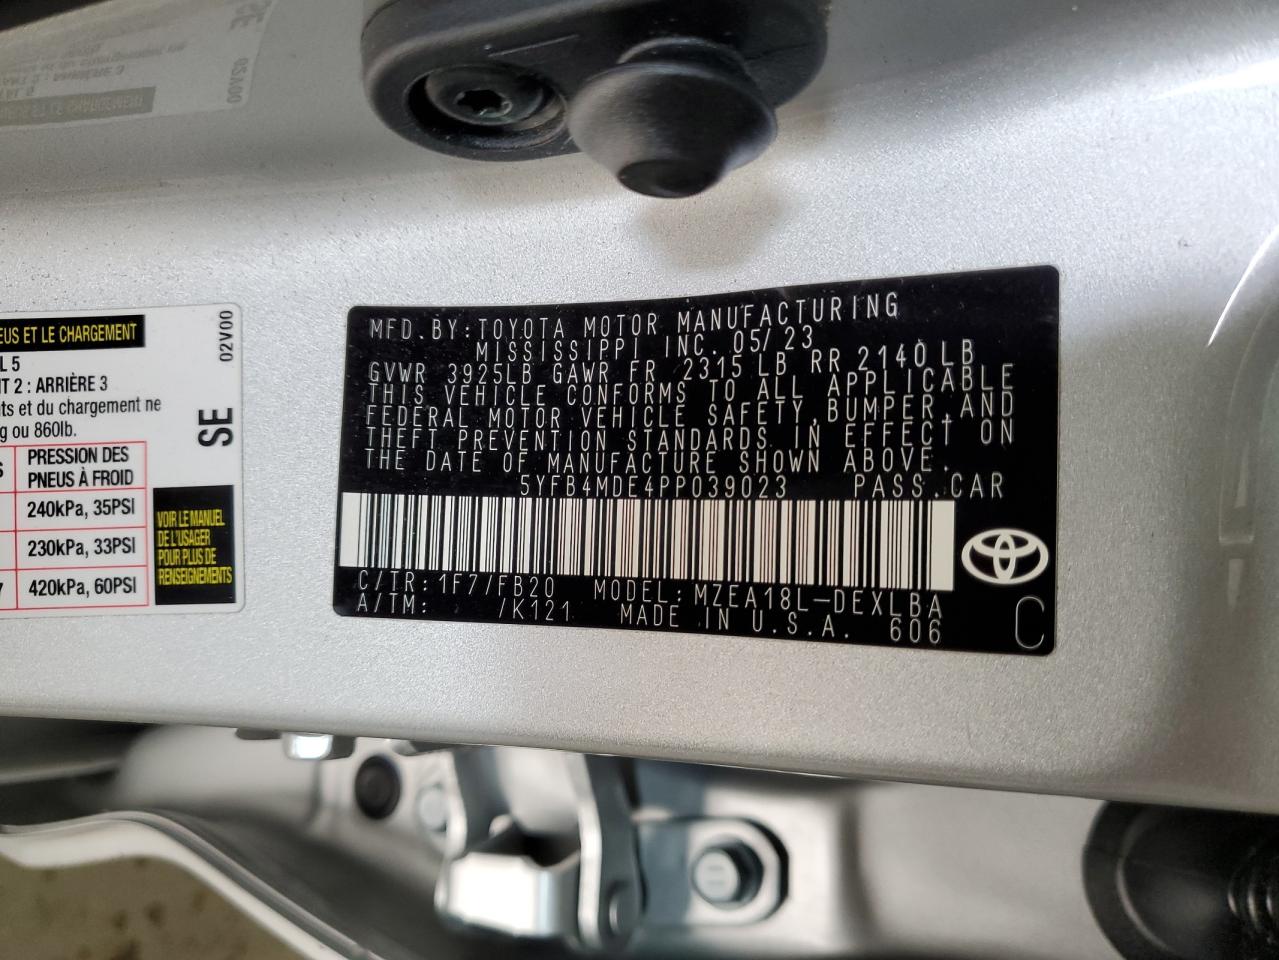 PNEUS ET LE CHARGEMENT
L 5
T 2 : ARRIÈRE 3
ts et du chargement ne
g ou 860lb.
PRESSION DES
PNEUS À FROID
240kPa, 35PSI
230kPa, 33PSI
420kPa, 60PSI
02V00
SE
VOIR LE MANUEL
DE L'USAGER
POUR PLUS DE
RENSEIGNEMENTS
MFD. BY: TOYOTA MOTOR MANUFACTURING
MISSISSIPPI INC. 05/23
GVWR 3925LB GAWR FR 2315 LB RR 2140 LB
THIS VEHICLE CONFORMS TO ALL APPLICABLE
FEDERAL MOTOR VEHICLE SAFETY, BUMPER, AND
THEFT PREVENTION STANDARDS IN EFFECT ON
THE DATE OF MANUFACTURE SHOWN ABOVE.
5YFB4MDE4PP039023 PASS. CAR
C/TR: 1F7/FB20 MODEL: MZEA18L-DEXLBA
A/TM: /K121 MADE IN U.S.A. 606
C